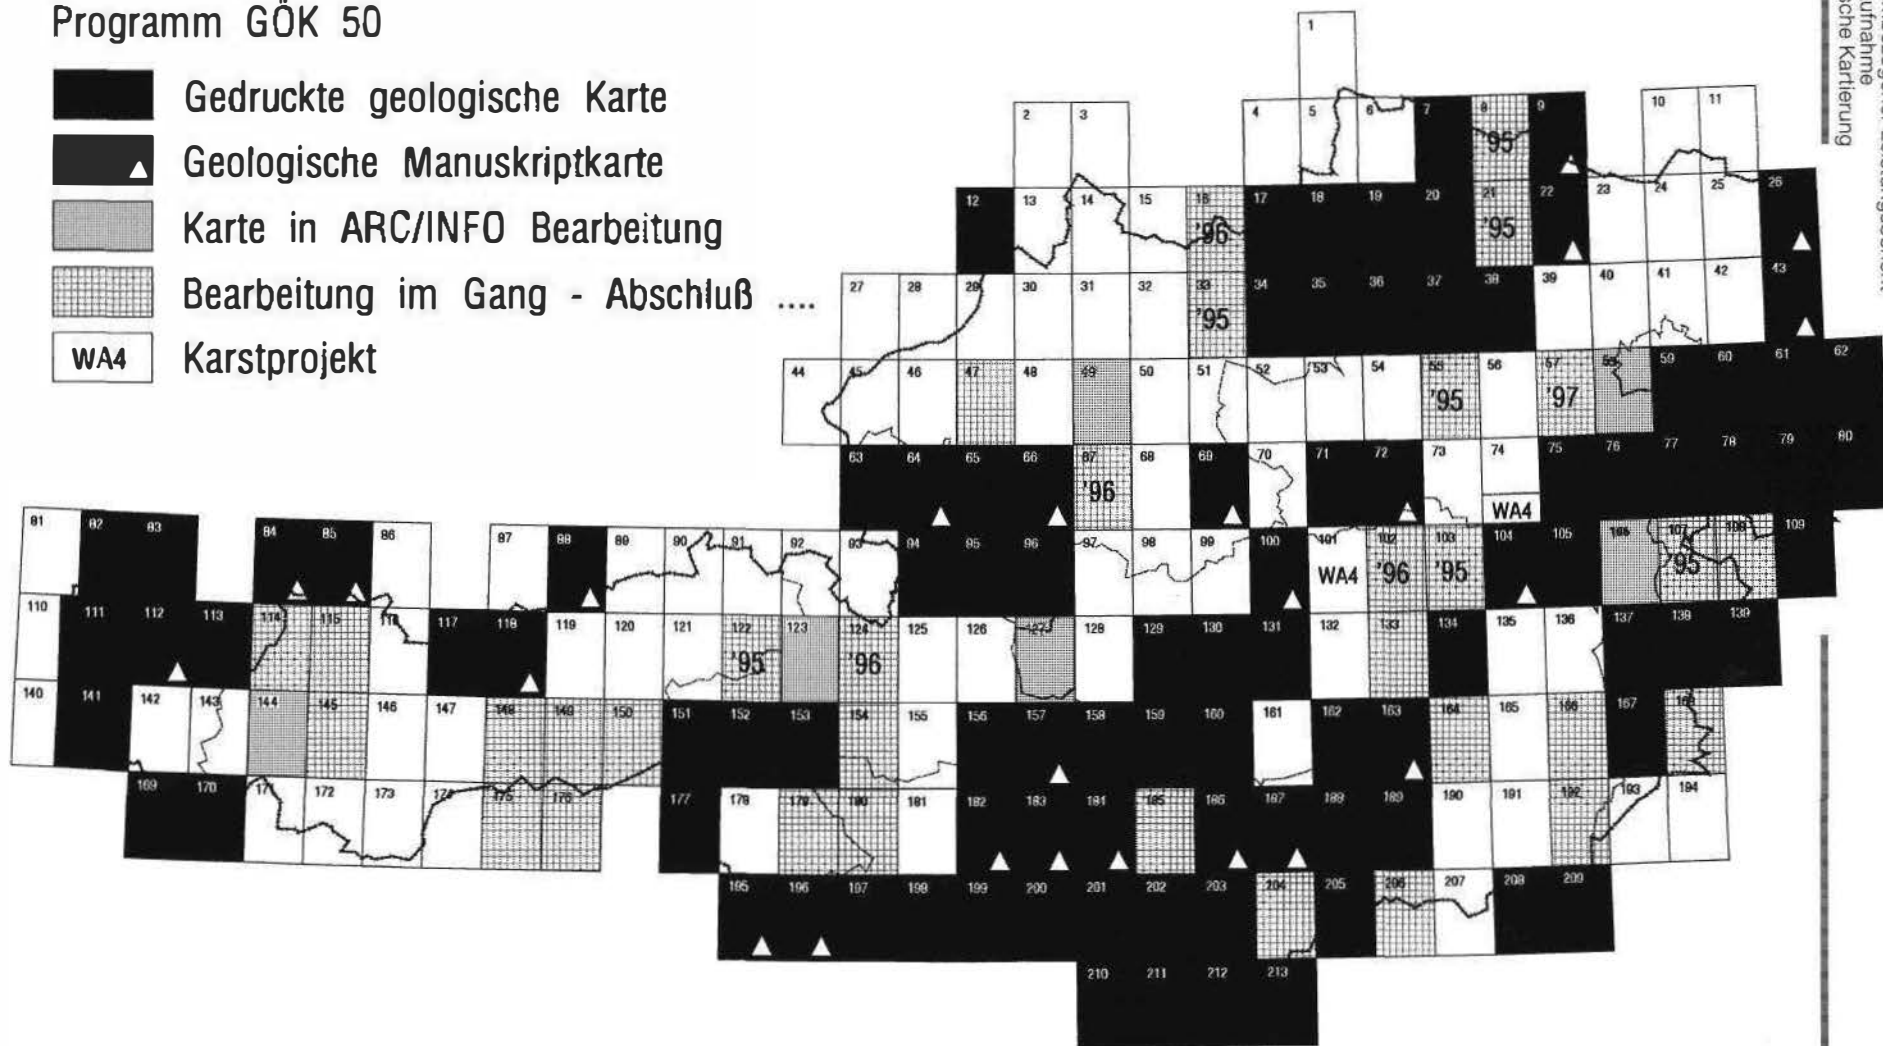 Programm GÖK 50
Gedruckte geologische Karte
Geologische Manuskriptkarte
Karte in ARC/INFO Bearbeitung
Bearbeitung im Gang - Abschluß ....
WA4 Karstprojekt
ufnahme
sche Kartierung
1
2 3 4 5 6 7 8 9 10 11
'95
12 13 14 15 16 17 18 19 20 21 22 23 24 25 26
'96 '95
27 28 29 30 31 32 33 34 35 36 37 38 39 40 41 42 43
'95
44 45 46 47 48 49 50 51 52 53 54 55 56 57 58 59 60 61 62
'95 '97
63 64 65 66 67 68 69 70 71 72 73 74 75 76 77 78 79 80
'96 WA4
81 82 83 84 85 86 87 88 89 90 91 92 93 94 95 96 97 98 99 100 101 102 103 104 105 106 107 108 109
WA4 '96 '95 '95
110 111 112 113 114 115 116 117 118 119 120 121 122 123 124 125 126 127 128 129 130 131 132 133 134 135 136 137 138 139
'95 '96
140 141 142 143 144 145 146 147 148 149 150 151 152 153 154 155 156 157 158 159 160 161 162 163 164 165 166 167 168
169 170 171 172 173 174 175 176 177 178 179 180 181 182 183 184 185 186 187 188 189 190 191 192 193 194
195 196 197 198 199 200 201 202 203 204 205 206 207 208 209
210 211 212 213